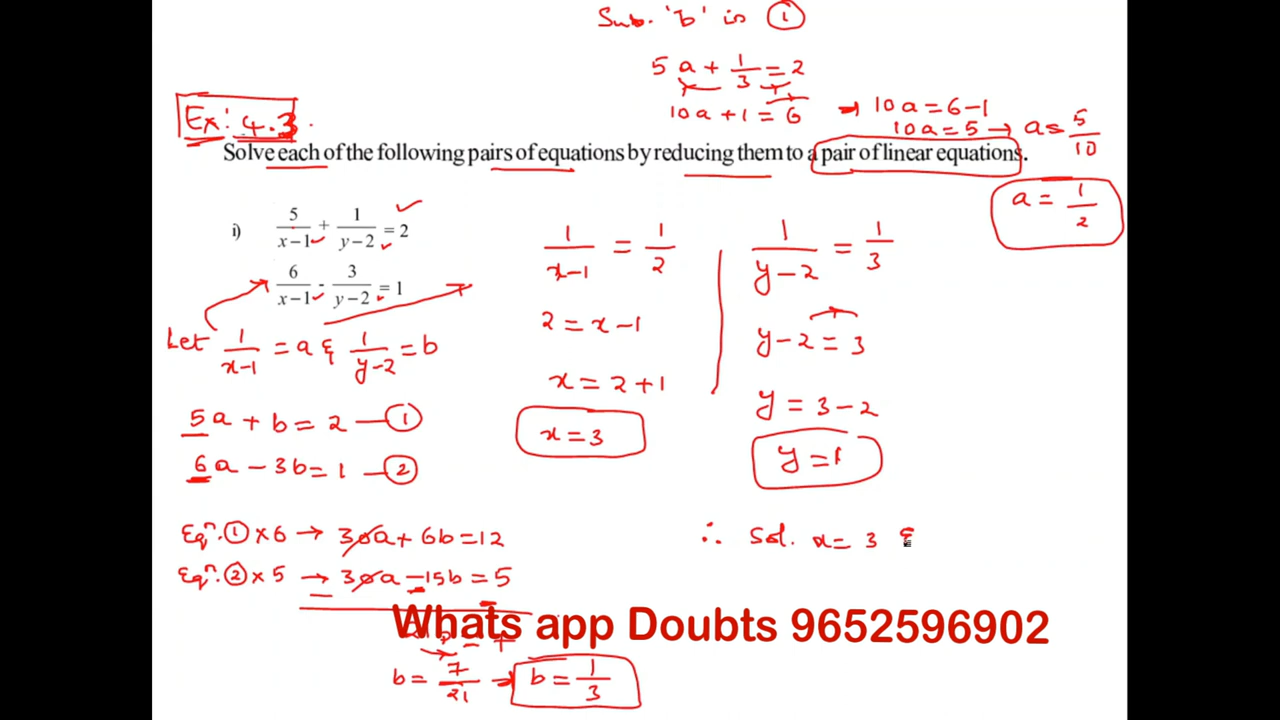 Sub. 'b' in ①
5a + 1/3 = 2
10a + 1 = 6 → 10a = 6-1
10a = 5 → a = 5/10
a = 1/2
Ex: 4.3.
Solve each of the following pairs of equations by reducing them to a pair of linear equations.
i) 5/(x-1) + 1/(y-2) = 2
6/(x-1) - 3/(y-2) = 1
Let 1/(x-1) = a & 1/(y-2) = b
5a + b = 2 — ①
6a - 3b = 1 — ②
Eqⁿ. ① × 6 → 30a + 6b = 12
Eqⁿ. ② × 5 → 30a - 15b = 5
b = 7/21 → b = 1/3
1/(x-1) = 1/2
2 = x-1
x = 2+1
x = 3
1/(y-2) = 1/3
y-2 = 3
y = 3-2
y = 1
∴ Sol. x = 3 &
Whats app Doubts 9652596902